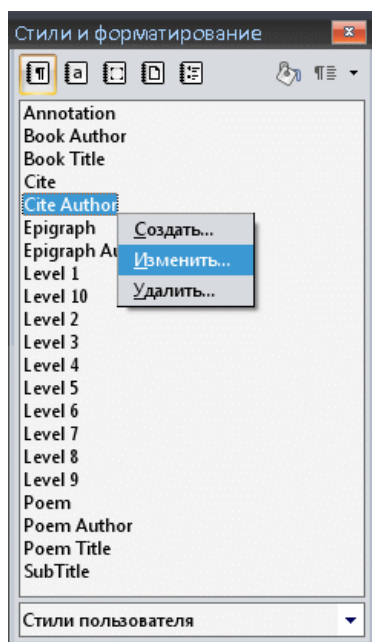 Стили и форматирование
Annotation
Book Author
Book Title
Cite
Cite Author
Epigraph
Epigraph Au
Level 1
Level 10
Level 2
Level 3
Level 4
Level 5
Level 6
Level 7
Level 8
Level 9
Poem
Poem Author
Poem Title
SubTitle
Создать...
Изменить...
Удалить...
Стили пользователя